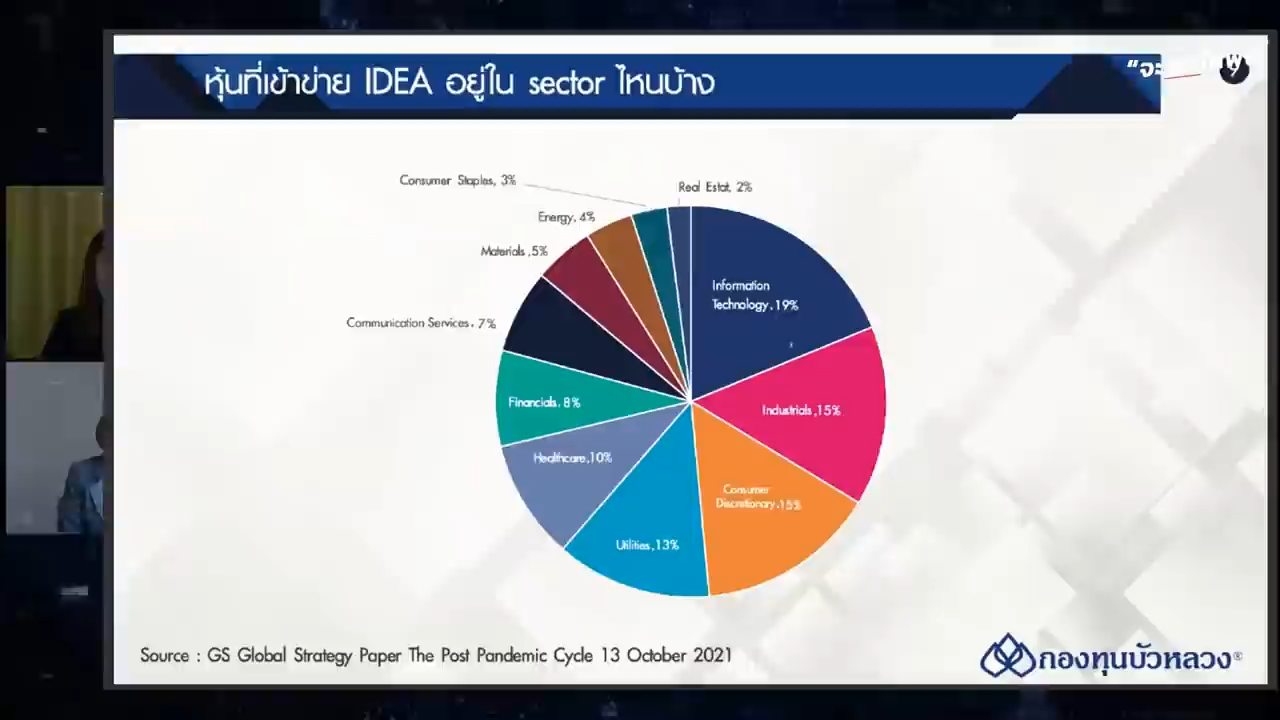 หุ้นที่เข้าข่าย IDEA อยู่ใน sector ไหนบ้าง
"จะ
Consumer Staples, 3%
Real Estat, 2%
Energy, 4%
Materials ,5%
Information
Technology, 19%
Communication Services, 7%
Financials, 8%
Industrials ,15%
Healthcare,10%
Consumer
Discretionary, 15%
Utilities ,13%
Source : GS Global Strategy Paper The Post Pandemic Cycle 13 October 2021
กองทุนบัวหลวง®